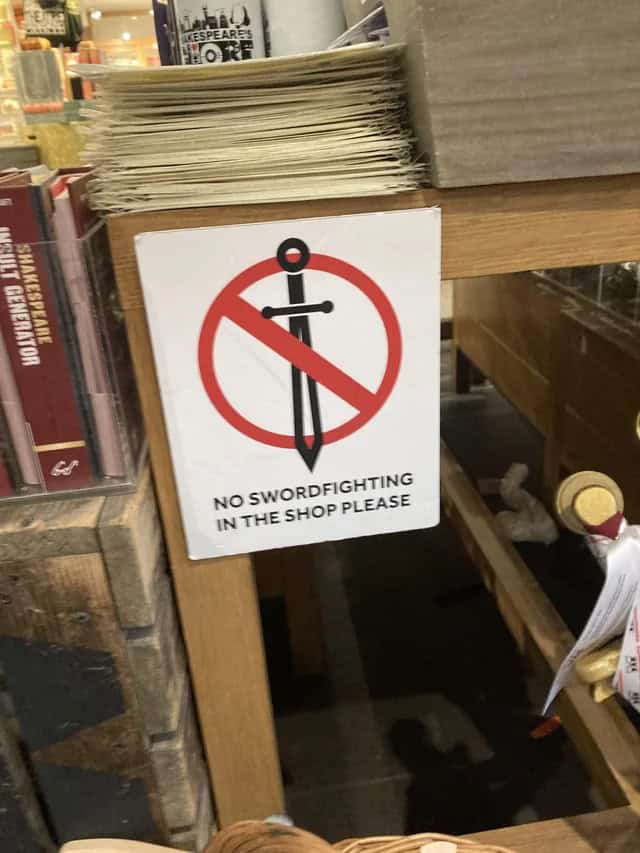 SHAKESPEARE
INSULT GENERATOR
NO SWORDFIGHTING
IN THE SHOP PLEASE